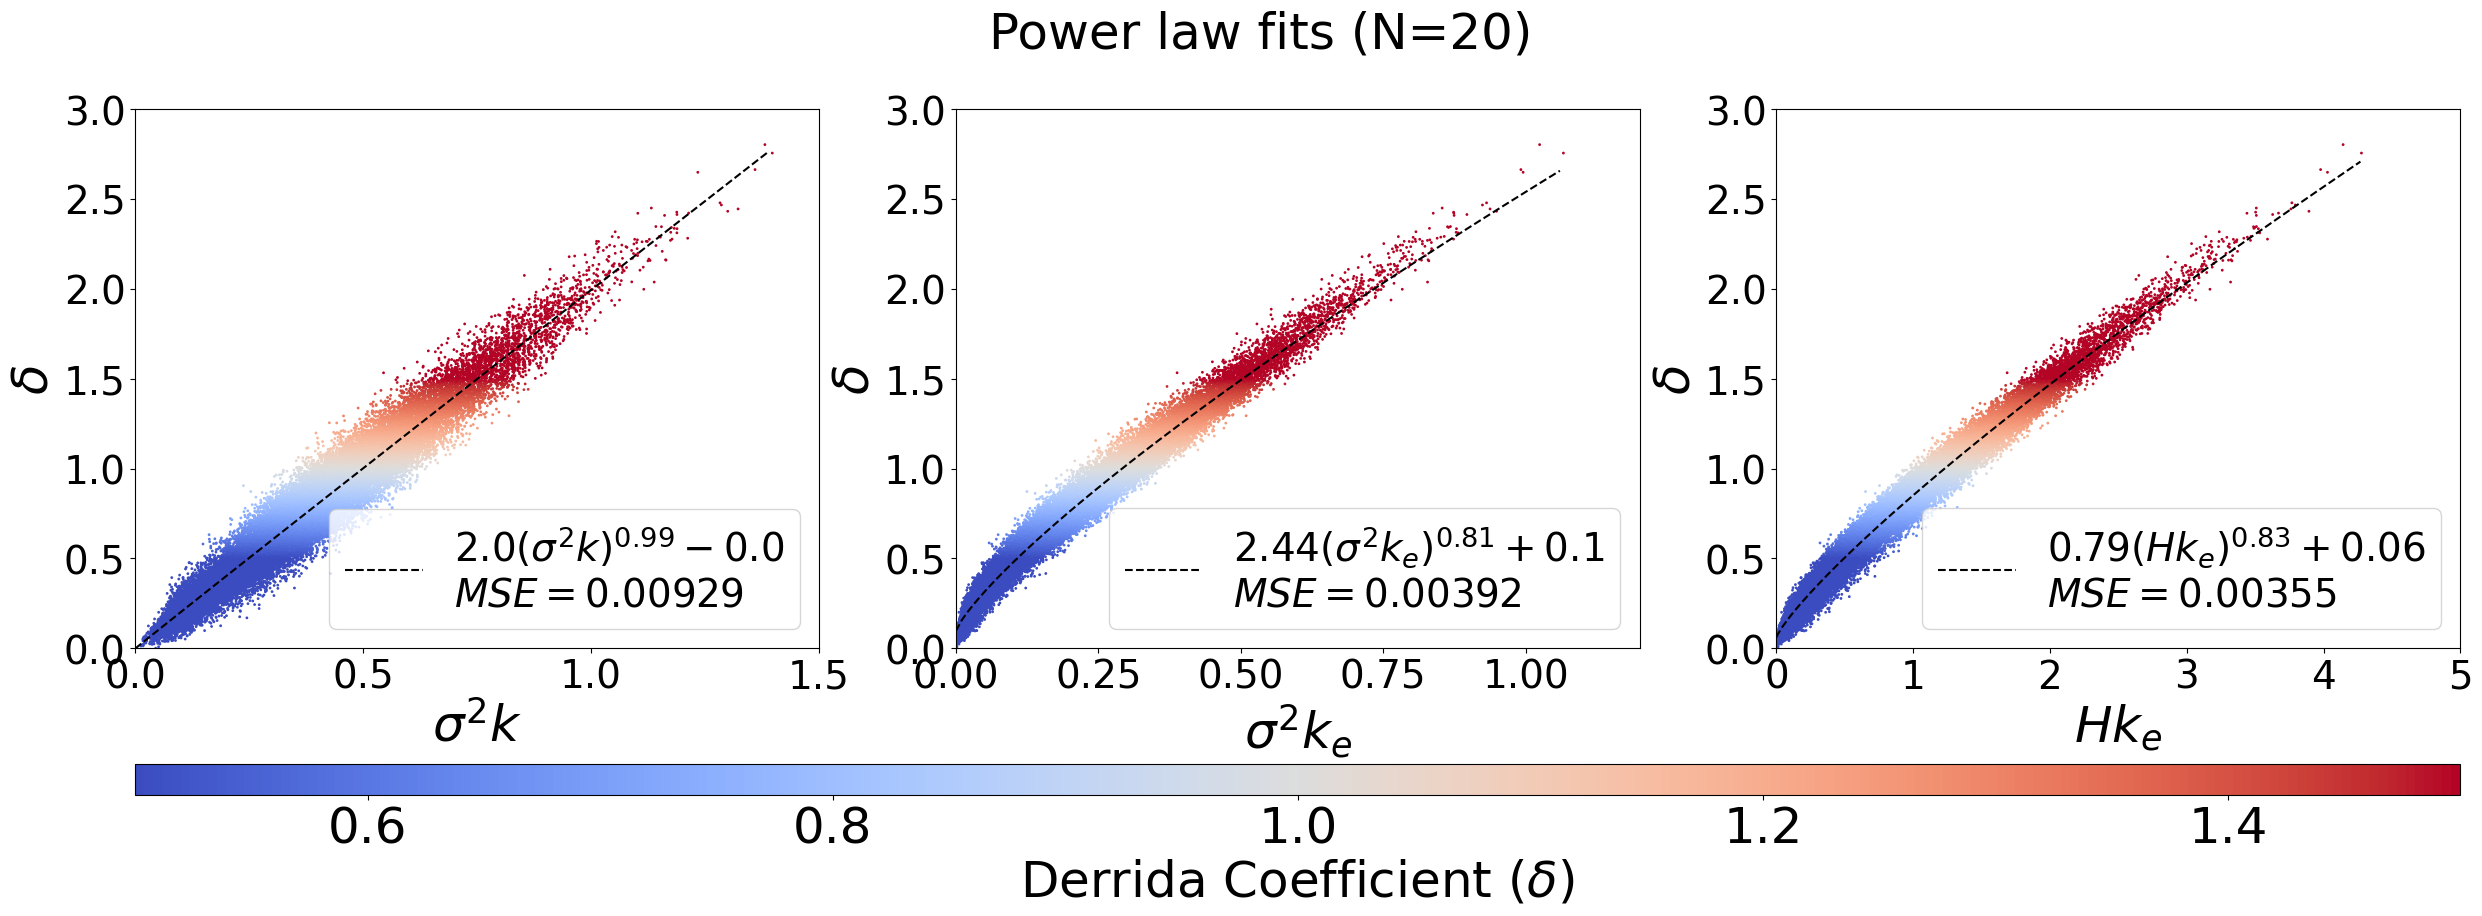 Power law fits (N=20)
3.0
2.5
2.0
1.5
1.0
0.5
0.0
δ
0.0 0.5 1.0 1.5
σ²k
2.0(σ²k)^0.99 − 0.0
MSE = 0.00929
3.0
2.5
2.0
1.5
1.0
0.5
0.0
δ
0.00 0.25 0.50 0.75 1.00
σ²kₑ
2.44(σ²kₑ)^0.81 + 0.1
MSE = 0.00392
3.0
2.5
2.0
1.5
1.0
0.5
0.0
δ
0 1 2 3 4 5
Hkₑ
0.79(Hkₑ)^0.83 + 0.06
MSE = 0.00355
0.6 0.8 1.0 1.2 1.4
Derrida Coefficient (δ)